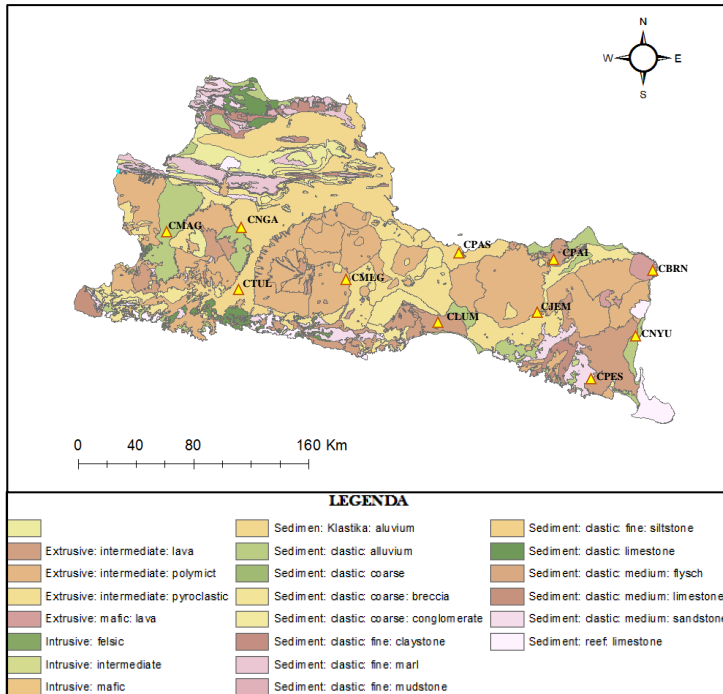 N
W E
S
CMAG
CNGA
CPAS
CPAI
CBRN
CTUL
CMEG
CJEM
CLUM
CNYU
CPES
0 40 60 80 160 Km
LEGENDA
Sedimen: Klastika: aluvium
Sediment: clastic: fine: siltstone
Extrusive: intermediate: lava
Sediment: clastic: alluvium
Sediment: clastic: limestone
Extrusive: intermediate: polymict
Sediment: clastic: coarse
Sediment: clastic: medium: flysch
Extrusive: intermediate: pyroclastic
Sediment: clastic: coarse: breccia
Sediment: clastic: medium: limestone
Extrusive: mafic: lava
Sediment: clastic: coarse: conglomerate
Sediment: clastic: medium: sandstone
Intrusive: felsic
Sediment: clastic: fine: claystone
Sediment: reef: limestone
Intrusive: intermediate
Sediment: clastic: fine: marl
Intrusive: mafic
Sediment: clastic: fine: mudstone